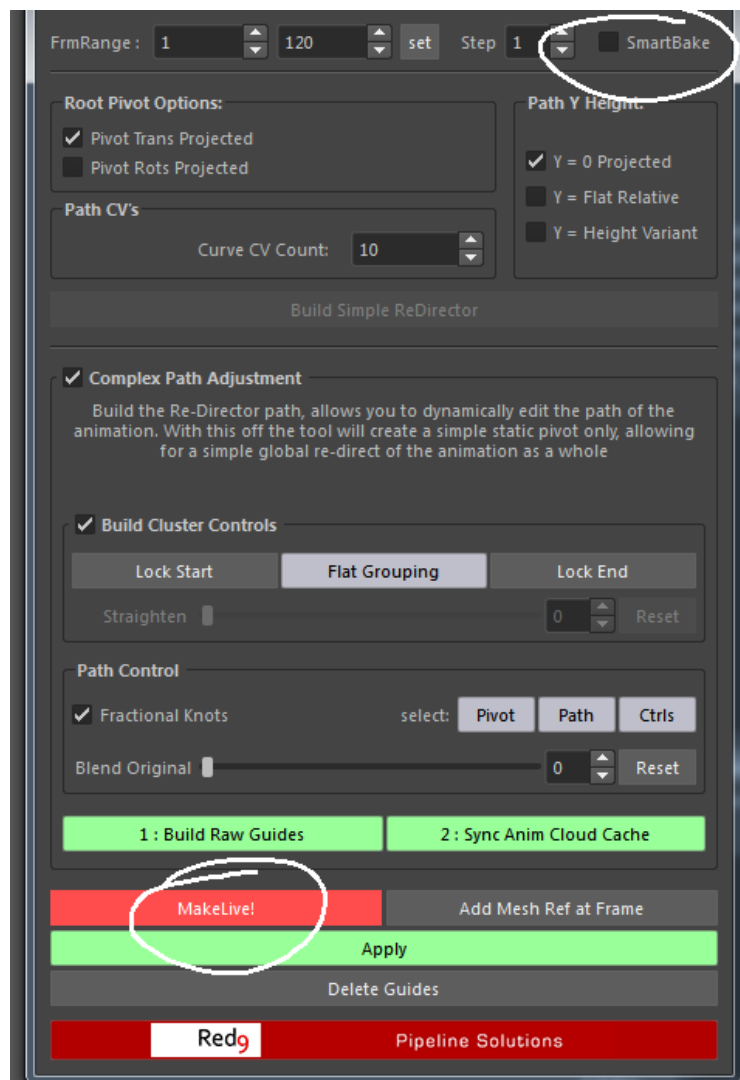 FrmRange : 1 120 set Step 1 SmartBake
Root Pivot Options:
Pivot Trans Projected
Pivot Rots Projected
Path CV's
Curve CV Count: 10
Path Y Height:
Y = 0 Projected
Y = Flat Relative
Y = Height Variant
Build Simple ReDirector
Complex Path Adjustment
Build the Re-Director path, allows you to dynamically edit the path of the
animation. With this off the tool will create a simple static pivot only, allowing
for a simple global re-direct of the animation as a whole
Build Cluster Controls
Lock Start Flat Grouping Lock End
Straighten 0 Reset
Path Control
Fractional Knots select: Pivot Path Ctrls
Blend Original 0 Reset
1 : Build Raw Guides 2 : Sync Anim Cloud Cache
MakeLive! Add Mesh Ref at Frame
Apply
Delete Guides
Red9 Pipeline Solutions